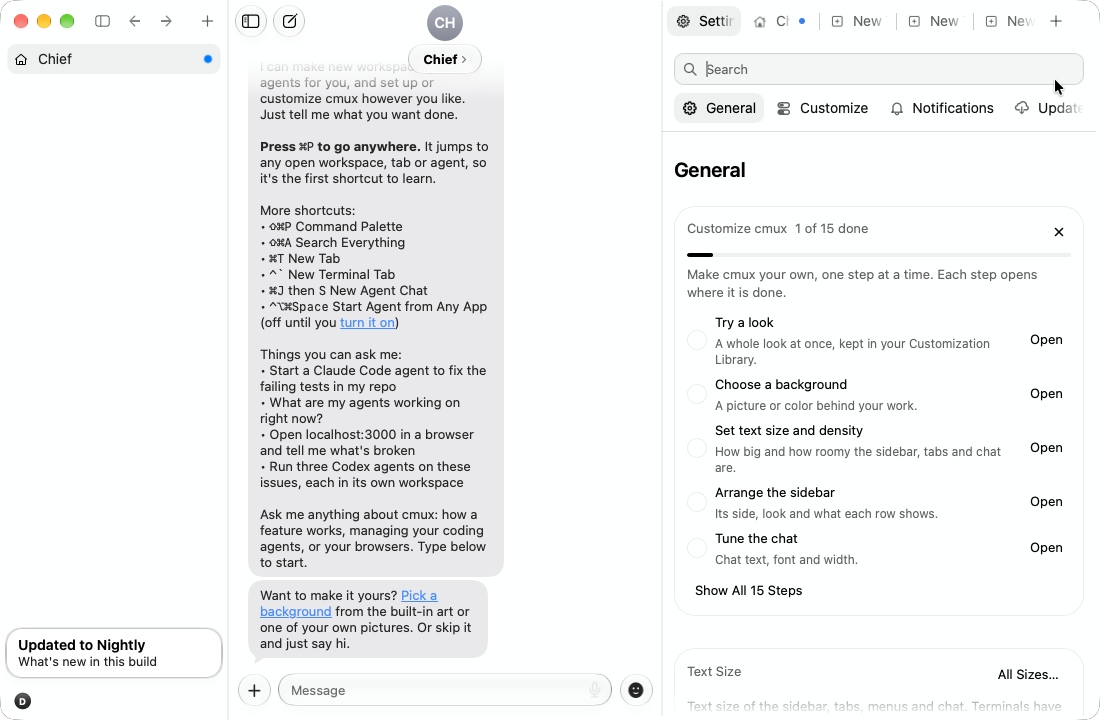 Chief
Updated to Nightly
What's new in this build
D
CH
Chief
I can make new
agents for you, and set up or
customize cmux however you like.
Just tell me what you want done.
Press ⌘P to go anywhere. It jumps to
any open workspace, tab or agent, so
it's the first shortcut to learn.
More shortcuts:
• ⇧⌘P Command Palette
• ⇧⌘A Search Everything
• ⌘T New Tab
• ^` New Terminal Tab
• ⌘J then S New Agent Chat
• ^⌥⌘Space Start Agent from Any App
(off until you turn it on)
Things you can ask me:
• Start a Claude Code agent to fix the
failing tests in my repo
• What are my agents working on
right now?
• Open localhost:3000 in a browser
and tell me what's broken
• Run three Codex agents on these
issues, each in its own workspace
Ask me anything about cmux: how a
feature works, managing your coding
agents, or your browsers. Type below
to start.
Want to make it yours? Pick a
background from the built-in art or
one of your own pictures. Or skip it
and just say hi.
Message
Settin
Ch
New
New
New
Search
General
Customize
Notifications
Update
General
Customize cmux 1 of 15 done
Make cmux your own, one step at a time. Each step opens
where it is done.
Try a look
A whole look at once, kept in your Customization
Library.
Open
Choose a background
A picture or color behind your work.
Open
Set text size and density
How big and how roomy the sidebar, tabs and chat
are.
Open
Arrange the sidebar
Its side, look and what each row shows.
Open
Tune the chat
Chat text, font and width.
Open
Show All 15 Steps
Text Size
All Sizes...
Text size of the sidebar, tabs, menus and chat. Terminals have